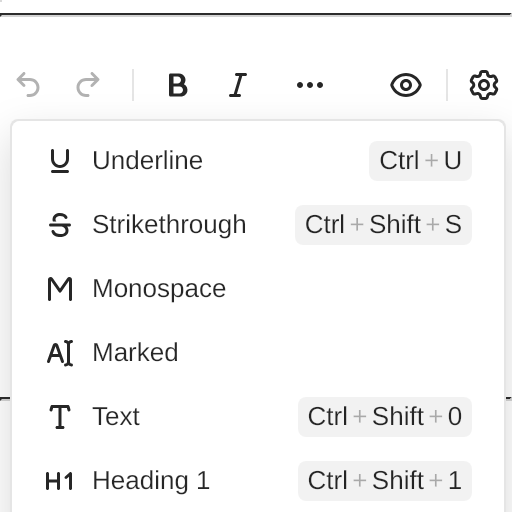 B I
Underline Ctrl+U
Strikethrough Ctrl+Shift+S
Monospace
Marked
Text Ctrl+Shift+0
H1 Heading 1 Ctrl+Shift+1